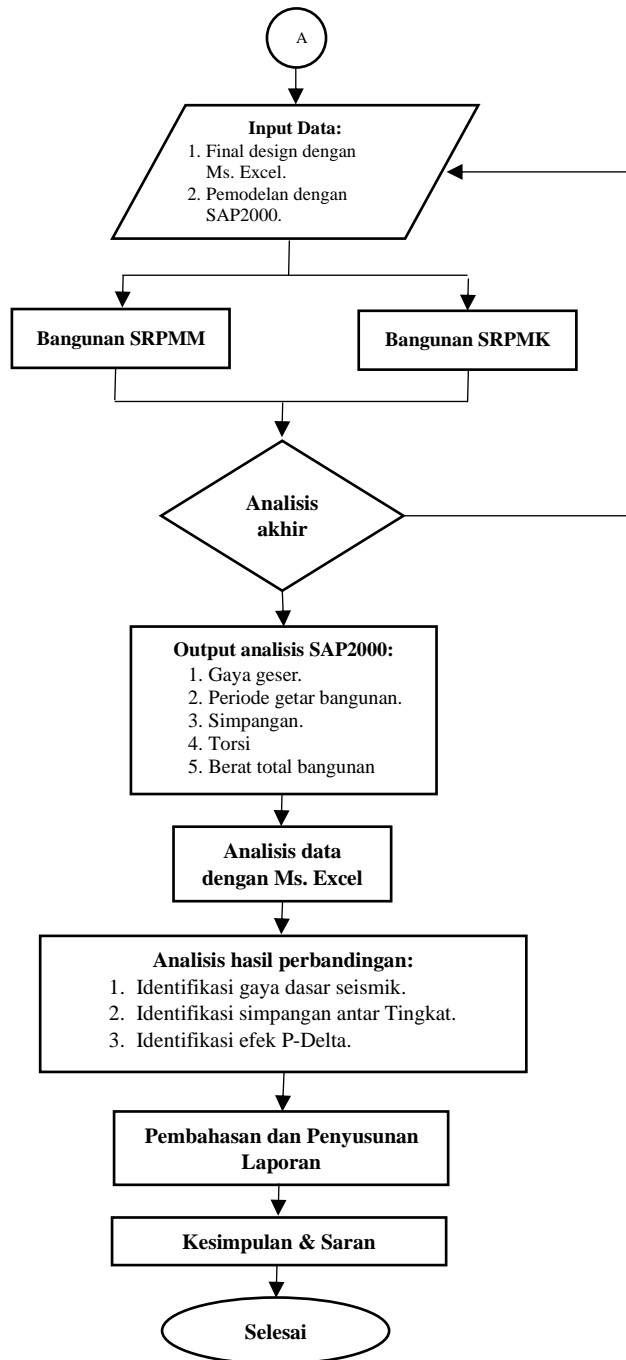 A
Input Data:
1. Final design dengan
Ms. Excel.
2. Pemodelan dengan
SAP2000.
Bangunan SRPMM
Bangunan SRPMK
Analisis
akhir
Output analisis SAP2000:
1. Gaya geser.
2. Periode getar bangunan.
3. Simpangan.
4. Torsi
5. Berat total bangunan
Analisis data
dengan Ms. Excel
Analisis hasil perbandingan:
1. Identifikasi gaya dasar seismik.
2. Identifikasi simpangan antar Tingkat.
3. Identifikasi efek P-Delta.
Pembahasan dan Penyusunan
Laporan
Kesimpulan & Saran
Selesai